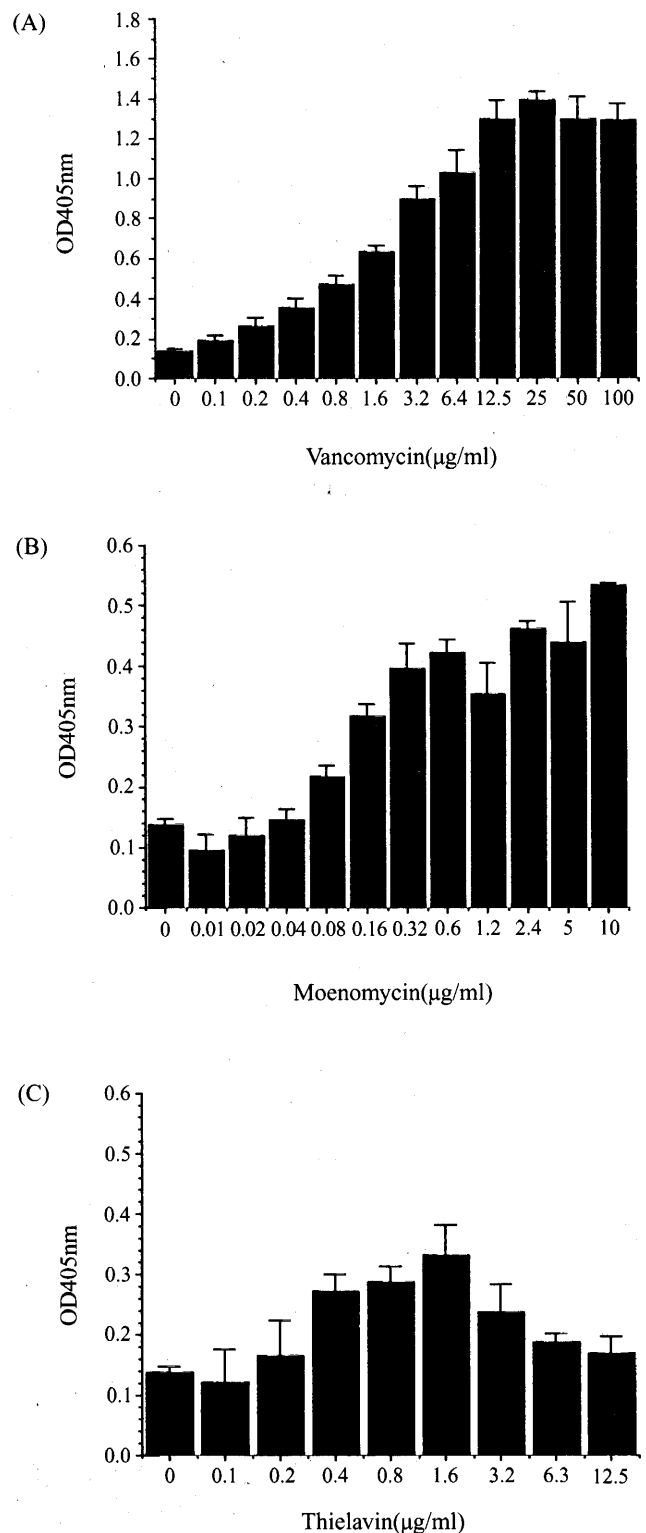 (A)
1.8
1.6
1.4
1.2
1.0
0.8
0.6
0.4
0.2
0.0
OD405nm
0 0.1 0.2 0.4 0.8 1.6 3.2 6.4 12.5 25 50 100
Vancomycin(μg/ml)
(B)
0.6
0.5
0.4
0.3
0.2
0.1
0.0
OD405nm
0 0.01 0.02 0.04 0.08 0.16 0.32 0.6 1.2 2.4 5 10
Moenomycin(μg/ml)
(C)
0.6
0.5
0.4
0.3
0.2
0.1
0.0
OD405nm
0 0.1 0.2 0.4 0.8 1.6 3.2 6.3 12.5
Thielavin(μg/ml)